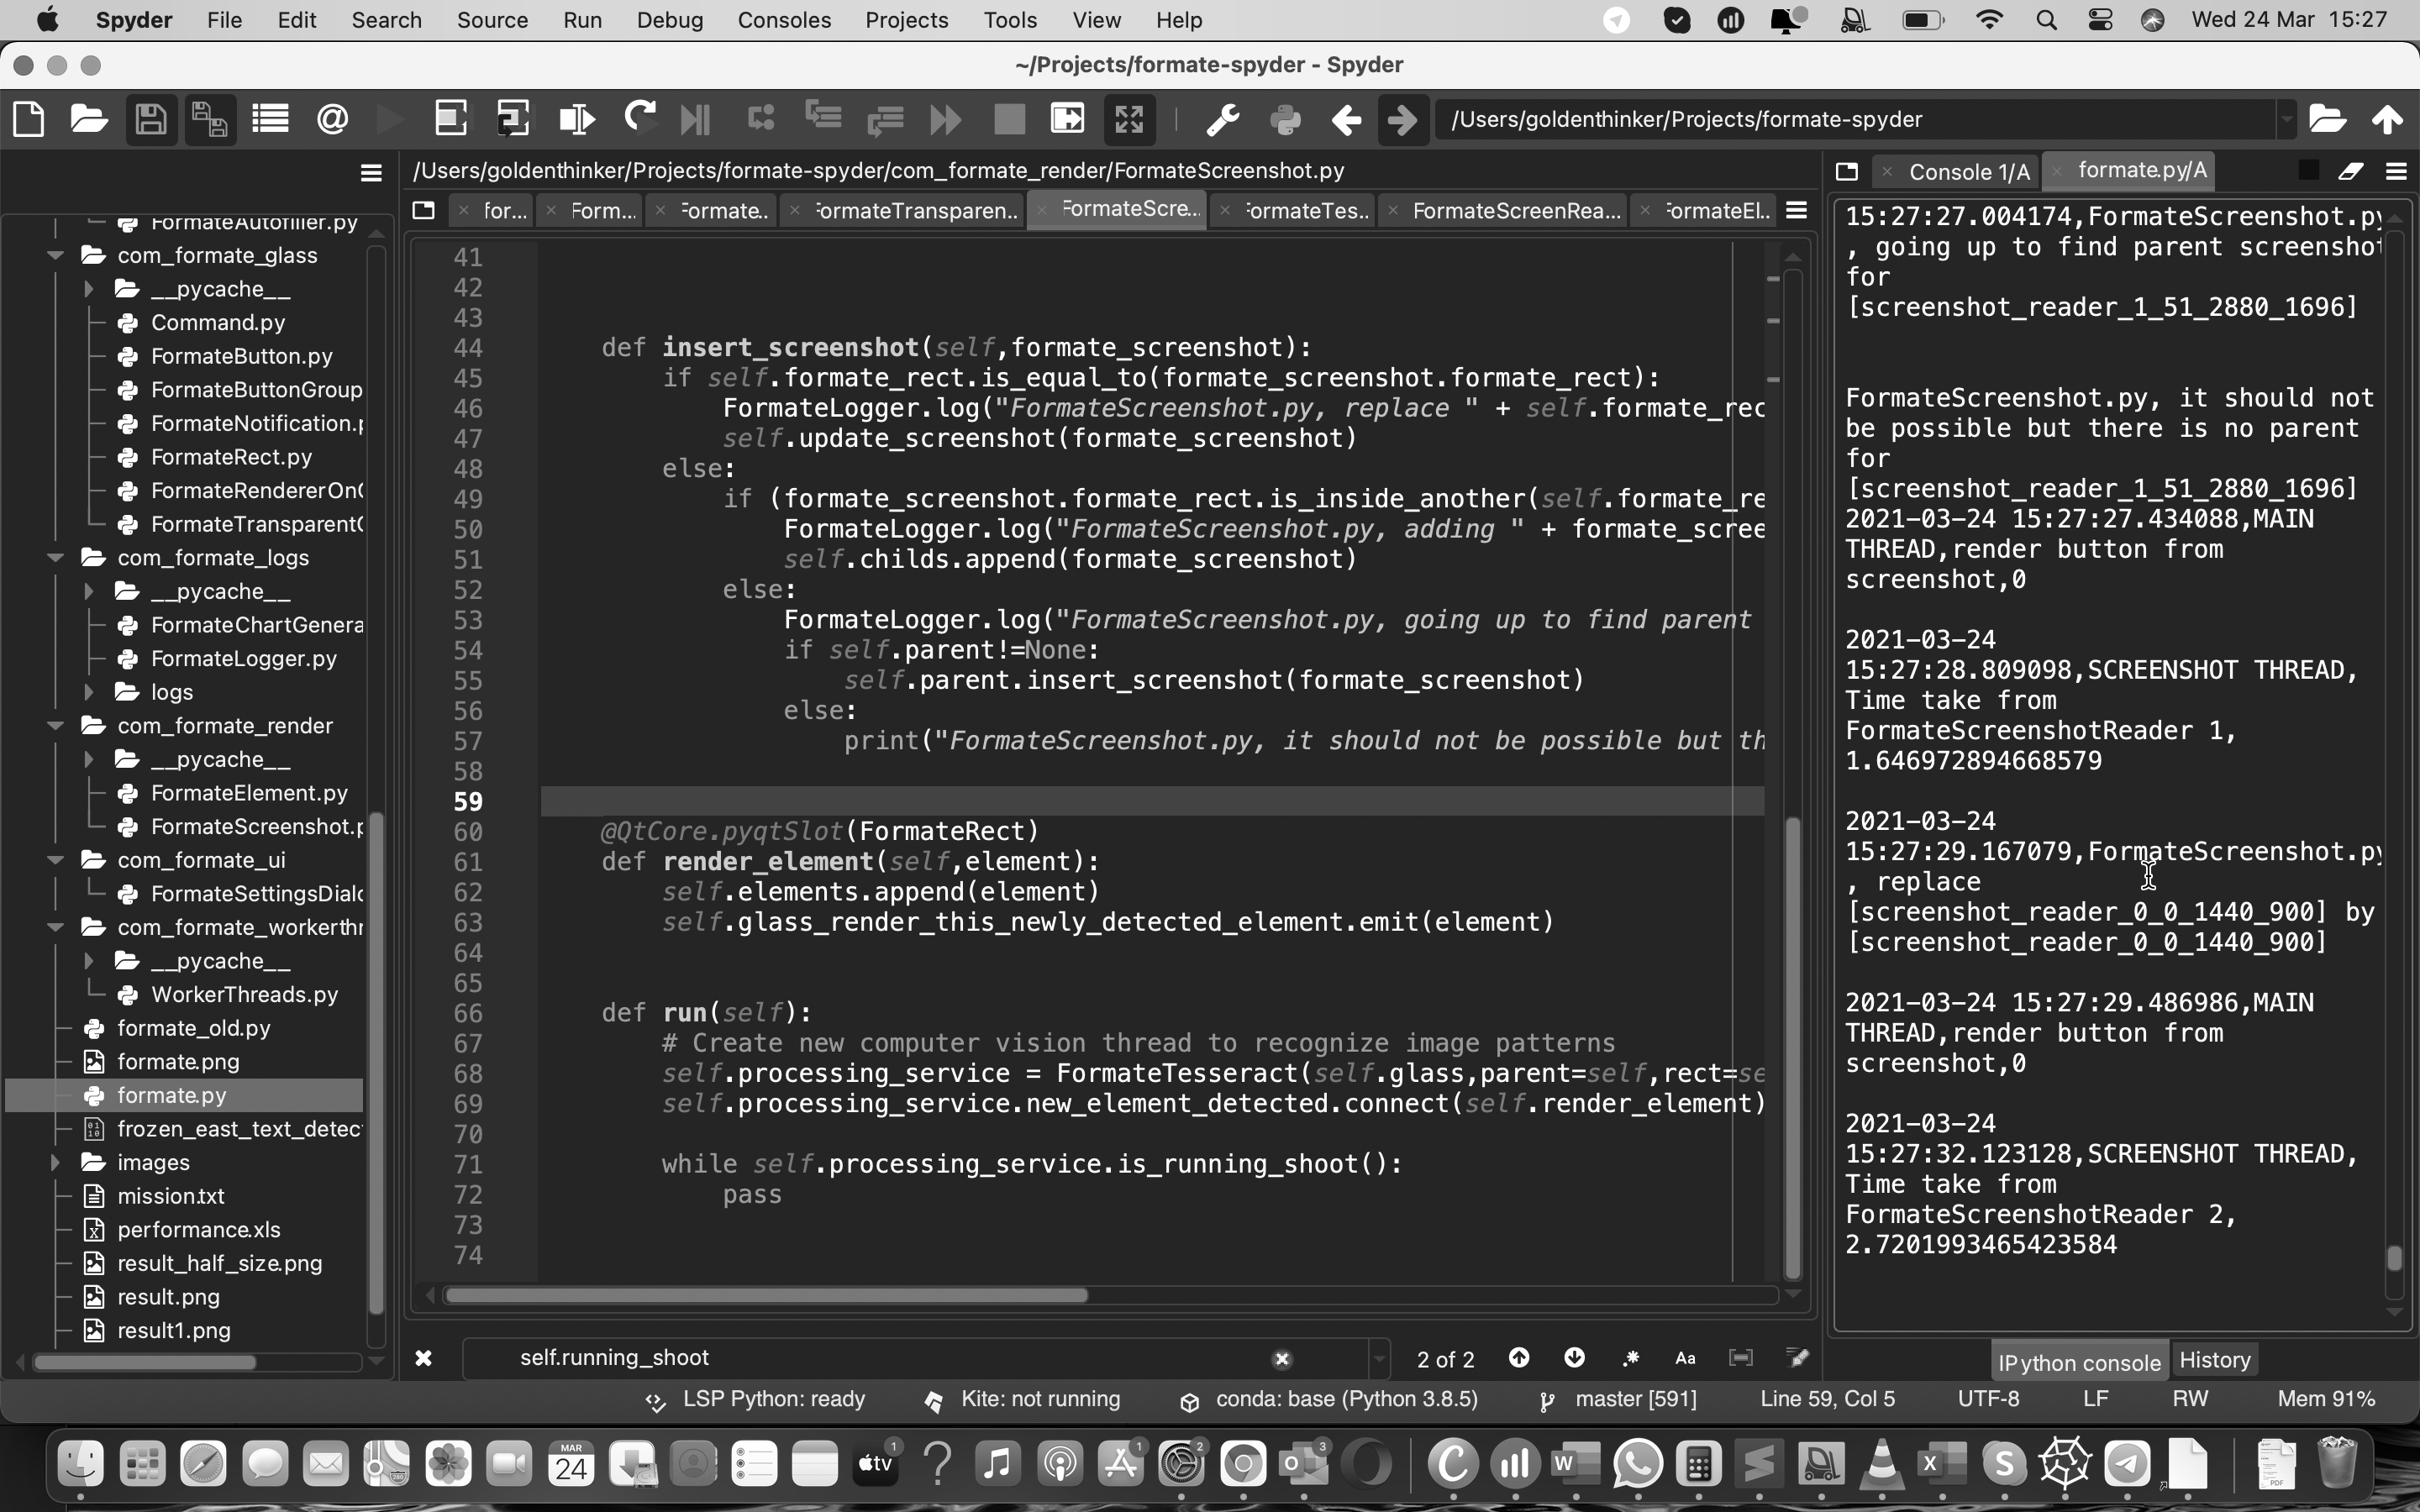 Spyder File Edit Search Source Run Debug Consoles Projects Tools View Help Wed 24 Mar 15:27
~/Projects/formate-spyder - Spyder
/Users/goldenthinker/Projects/formate-spyder
/Users/goldenthinker/Projects/formate-spyder/com_formate_render/FormateScreenshot.py
for... Form... Formate.. FormateTransparen.. FormateScre.. FormateTes.. FormateScreenRea... FormateEl..
Console 1/A formate.py/A
FormateAutofiller.py
com_formate_glass
__pycache__
Command.py
FormateButton.py
FormateButtonGroup
FormateNotification.p
FormateRect.py
FormateRendererOnG
FormateTransparentG
com_formate_logs
__pycache__
FormateChartGenera
FormateLogger.py
logs
com_formate_render
__pycache__
FormateElement.py
FormateScreenshot.p
com_formate_ui
FormateSettingsDialo
com_formate_workerthr
__pycache__
WorkerThreads.py
formate_old.py
formate.png
formate.py
frozen_east_text_detec
images
mission.txt
performance.xls
result_half_size.png
result.png
result1.png
41
42
43
44 def insert_screenshot(self,formate_screenshot):
45 if self.formate_rect.is_equal_to(formate_screenshot.formate_rect):
46 FormateLogger.log("FormateScreenshot.py, replace " + self.formate_rec
47 self.update_screenshot(formate_screenshot)
48 else:
49 if (formate_screenshot.formate_rect.is_inside_another(self.formate_re
50 FormateLogger.log("FormateScreenshot.py, adding " + formate_scree
51 self.childs.append(formate_screenshot)
52 else:
53 FormateLogger.log("FormateScreenshot.py, going up to find parent
54 if self.parent!=None:
55 self.parent.insert_screenshot(formate_screenshot)
56 else:
57 print("FormateScreenshot.py, it should not be possible but th
58
59
60 @QtCore.pyqtSlot(FormateRect)
61 def render_element(self,element):
62 self.elements.append(element)
63 self.glass_render_this_newly_detected_element.emit(element)
64
65
66 def run(self):
67 # Create new computer vision thread to recognize image patterns
68 self.processing_service = FormateTesseract(self.glass,parent=self,rect=se
69 self.processing_service.new_element_detected.connect(self.render_element)
70
71 while self.processing_service.is_running_shoot():
72 pass
73
74
self.running_shoot
2 of 2
Aa
15:27:27.004174,FormateScreenshot.py
, going up to find parent screenshot
for
[screenshot_reader_1_51_2880_1696]
FormateScreenshot.py, it should not
be possible but there is no parent
for
[screenshot_reader_1_51_2880_1696]
2021-03-24 15:27:27.434088,MAIN
THREAD,render button from
screenshot,0
2021-03-24
15:27:28.809098,SCREENSHOT THREAD,
Time take from
FormateScreenshotReader 1,
1.646972894668579
2021-03-24
15:27:29.167079,FormateScreenshot.py
, replace
[screenshot_reader_0_0_1440_900] by
[screenshot_reader_0_0_1440_900]
2021-03-24 15:27:29.486986,MAIN
THREAD,render button from
screenshot,0
2021-03-24
15:27:32.123128,SCREENSHOT THREAD,
Time take from
FormateScreenshotReader 2,
2.7201993465423584
IPython console History
LSP Python: ready Kite: not running conda: base (Python 3.8.5) master [591] Line 59, Col 5 UTF-8 LF RW Mem 91%
MAR
24
tv
1
1
2
3